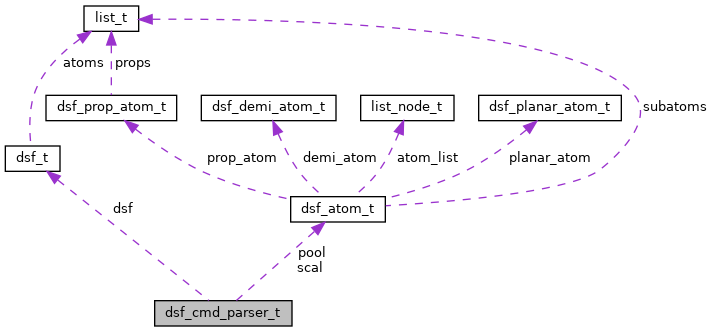 list_t
atoms
props
dsf_prop_atom_t
dsf_demi_atom_t
list_node_t
dsf_planar_atom_t
subatoms
dsf_t
prop_atom
demi_atom
atom_list
planar_atom
dsf
dsf_atom_t
pool
scal
dsf_cmd_parser_t